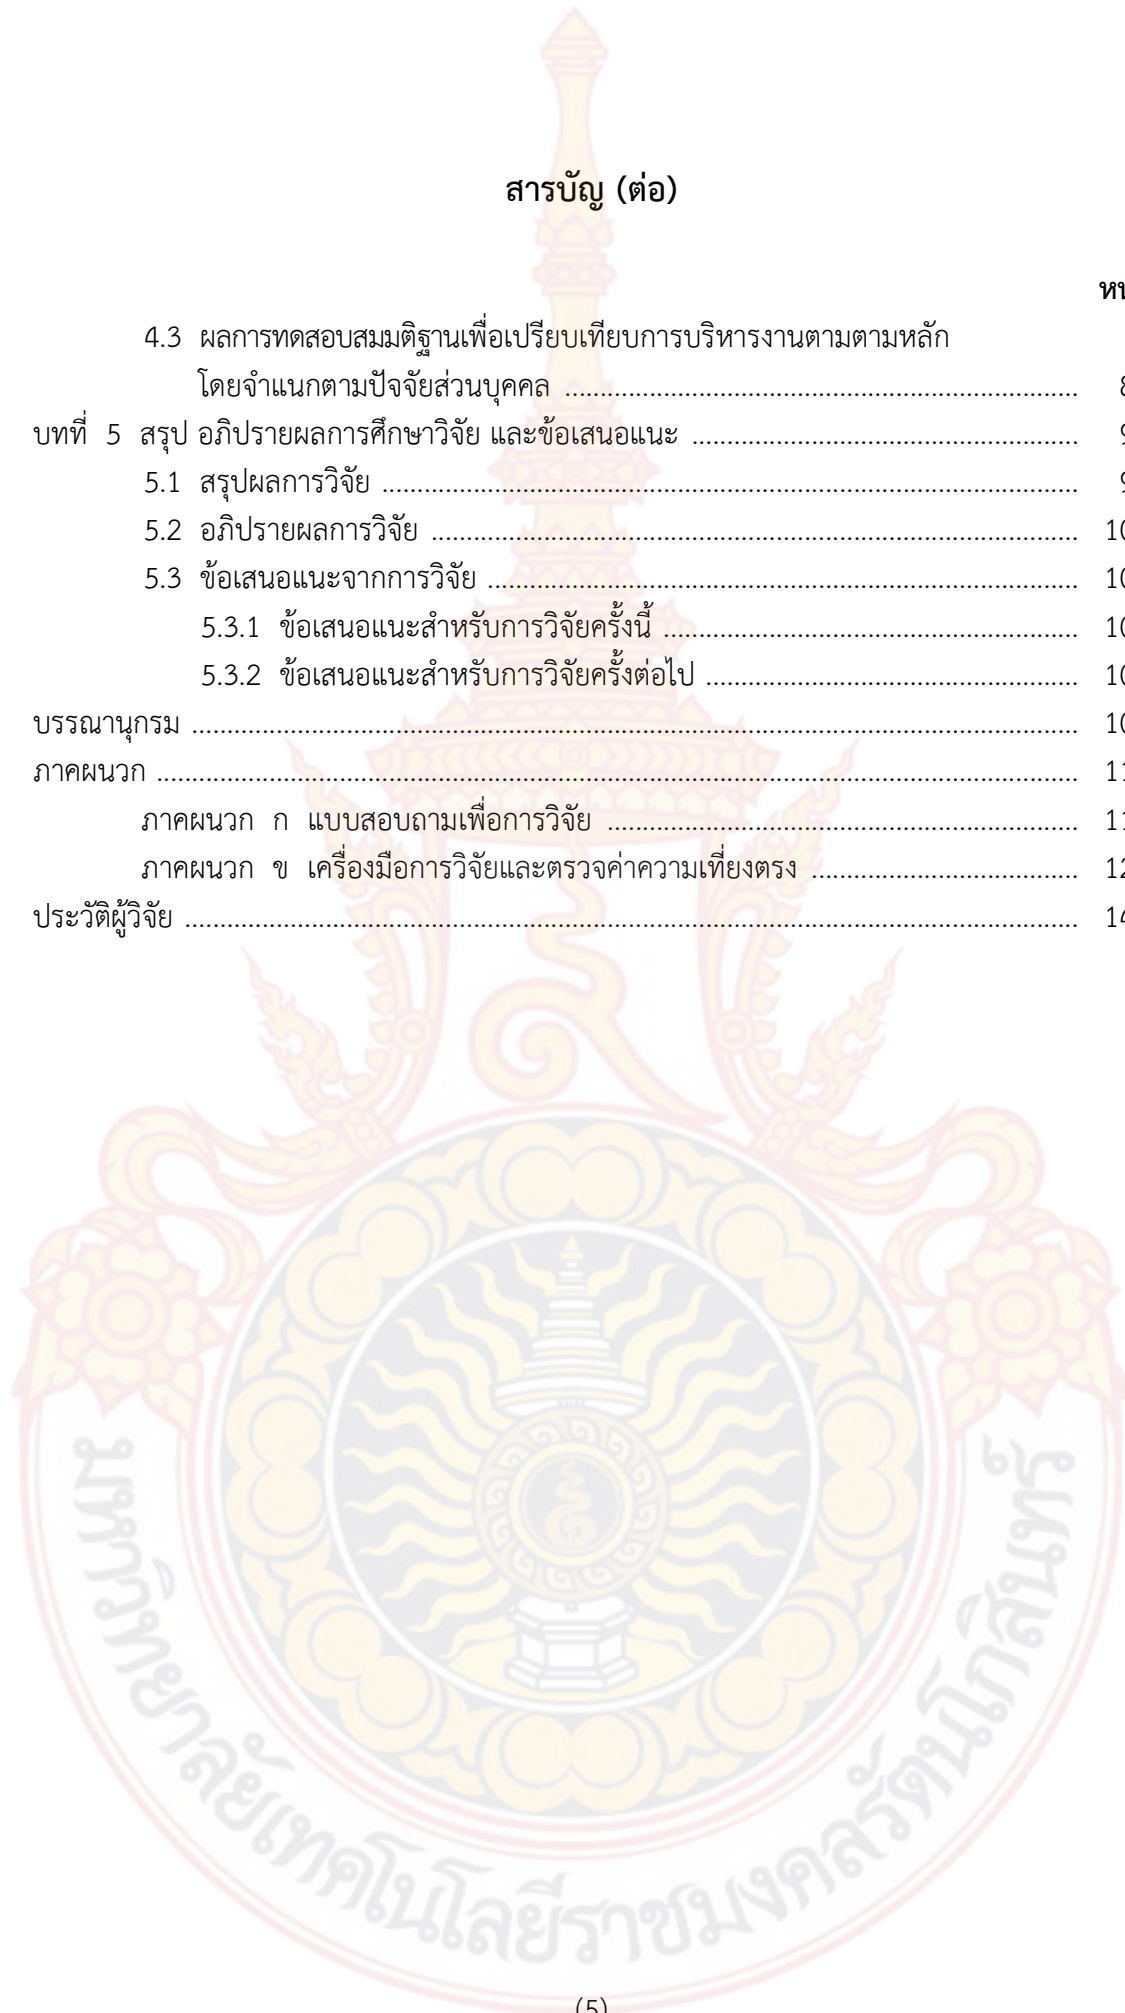 สารบัญ (ต่อ)
4.3 ผลการทดสอบสมมติฐานเพื่อเปรียบเทียบการบริหารงานตามตามหลัก
โดยจำแนกตามปัจจัยส่วนบุคคล ........................................................................
บทที่ 5 สรุป อภิปรายผลการศึกษาวิจัย และข้อเสนอแนะ ........................................................................
5.1 สรุปผลการวิจัย ........................................................................
5.2 อภิปรายผลการวิจัย ........................................................................
5.3 ข้อเสนอแนะจากการวิจัย ........................................................................
5.3.1 ข้อเสนอแนะสำหรับการวิจัยครั้งนี้ ........................................................................
5.3.2 ข้อเสนอแนะสำหรับการวิจัยครั้งต่อไป ........................................................................
บรรณานุกรม ........................................................................
ภาคผนวก ........................................................................
ภาคผนวก ก แบบสอบถามเพื่อการวิจัย ........................................................................
ภาคผนวก ข เครื่องมือการวิจัยและตรวจค่าความเที่ยงตรง ........................................................................
ประวัติผู้วิจัย ........................................................................
มหาวิทยาลัยเทคโนโลยีราชมงคลรัตนโกสินทร์
(5)